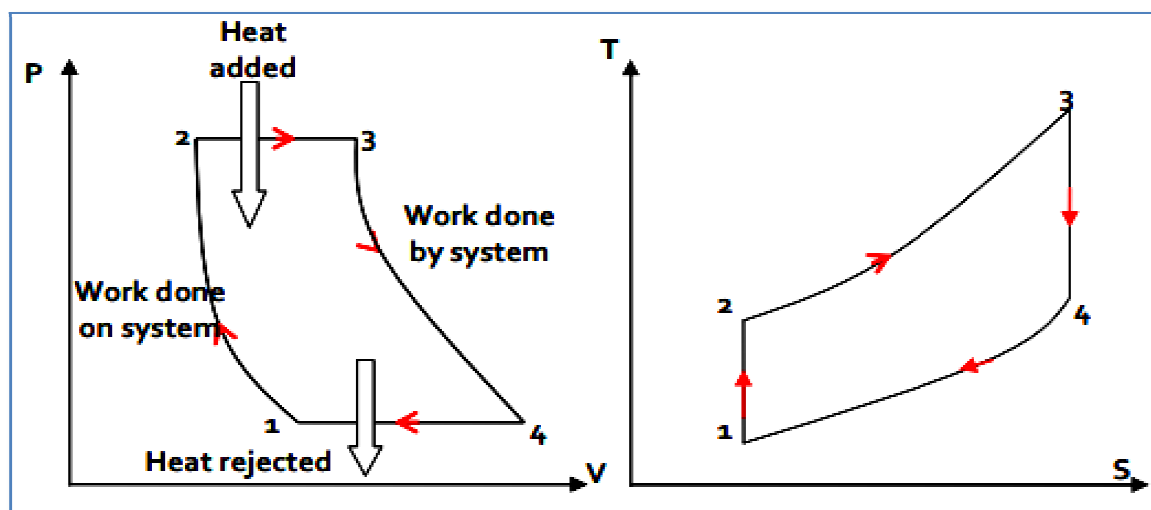 Heat
added
P
2
3
Work done
by system
Work done
on system
1
4
Heat rejected
V
T
3
2
4
1
S